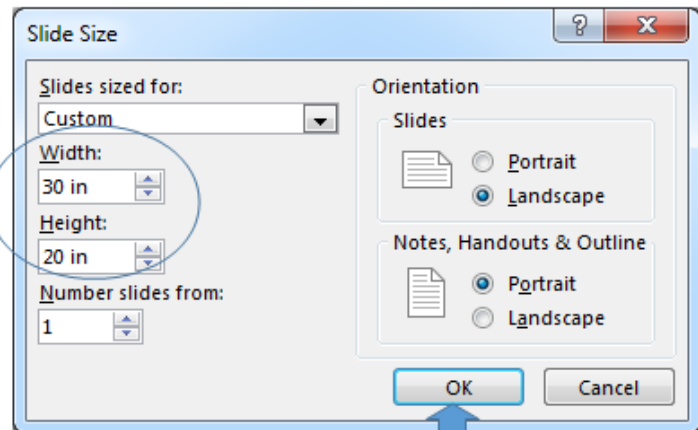 Slide Size
Slides sized for:
Custom
Width:
30 in
Height:
20 in
Number slides from:
1
Orientation
Slides
Portrait
Landscape
Notes, Handouts & Outline
Portrait
Landscape
OK
Cancel